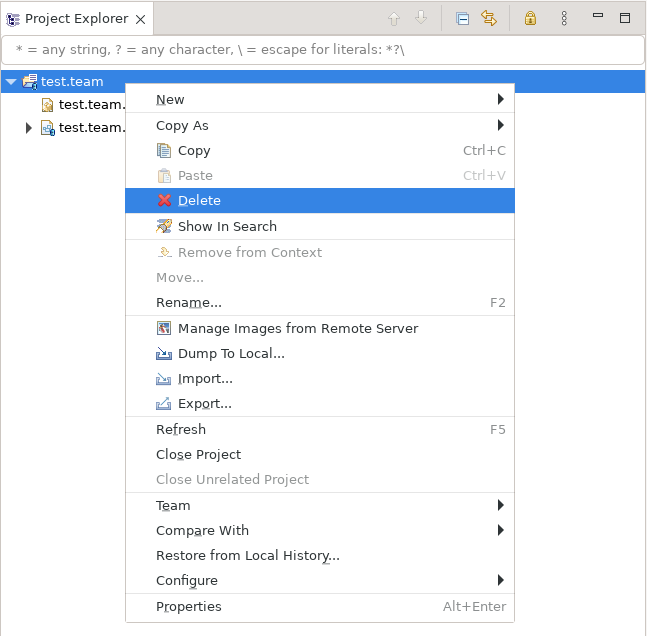 Project Explorer
* = any string, ? = any character, \ = escape for literals: *?\
test.team
test.team.
test.team.
New
Copy As
Copy Ctrl+C
Paste Ctrl+V
Delete
Show In Search
Remove from Context
Move...
Rename... F2
Manage Images from Remote Server
Dump To Local...
Import...
Export...
Refresh F5
Close Project
Close Unrelated Project
Team
Compare With
Restore from Local History...
Configure
Properties Alt+Enter